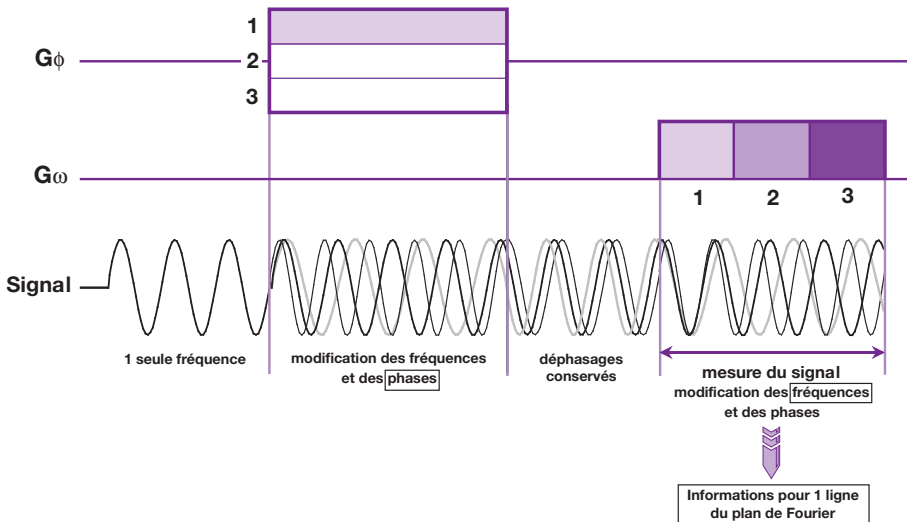 1
Gϕ
2
3
Gω
1 2 3
Signal
1 seule fréquence
modification des fréquences
et des phases
déphasages
conservés
mesure du signal
modification des fréquences
et des phases
Informations pour 1 ligne
du plan de Fourier